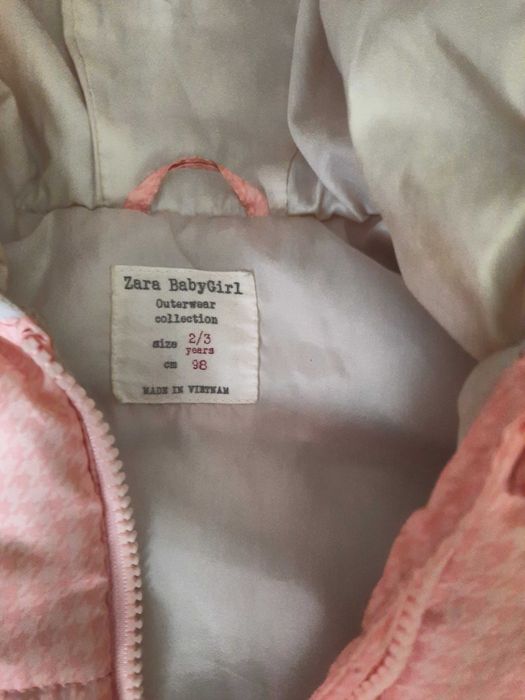 Zara BabyGirl
Outerwear
collection
size 2/3
years
cm 98
MADE IN VIETNAM